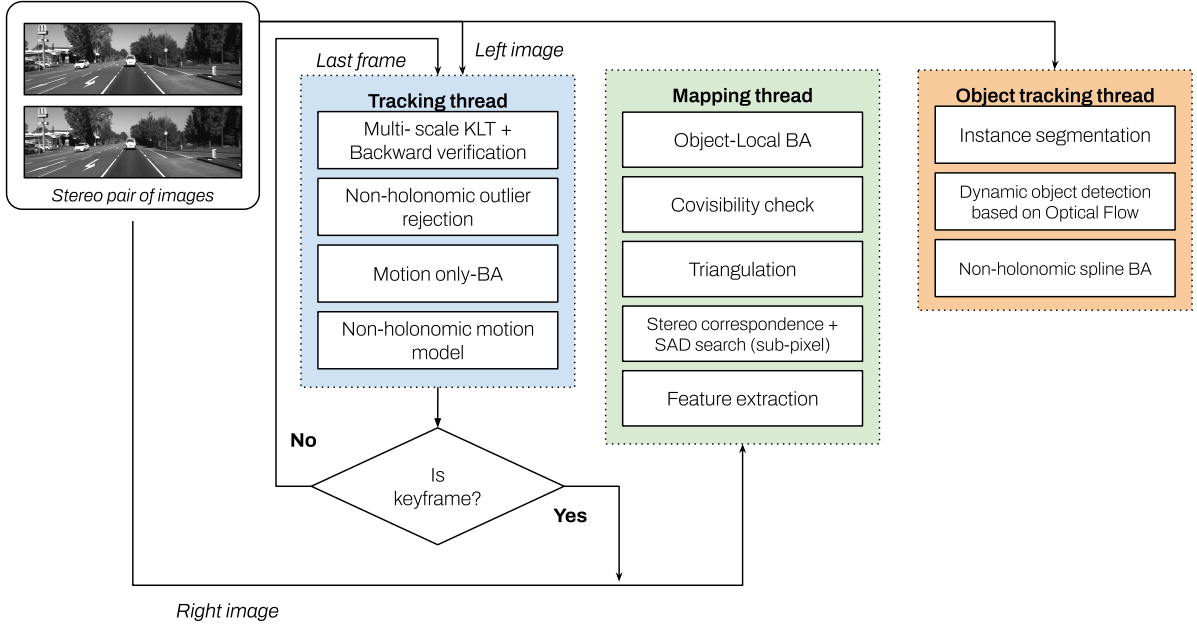 Stereo pair of images
Last frame
Left image
Tracking thread
Multi- scale KLT +
Backward verification
Non-holonomic outlier
rejection
Motion only-BA
Non-holonomic motion
model
No
Is
keyframe?
Yes
Right image
Mapping thread
Object-Local BA
Covisibility check
Triangulation
Stereo correspondence +
SAD search (sub-pixel)
Feature extraction
Object tracking thread
Instance segmentation
Dynamic object detection
based on Optical Flow
Non-holonomic spline BA